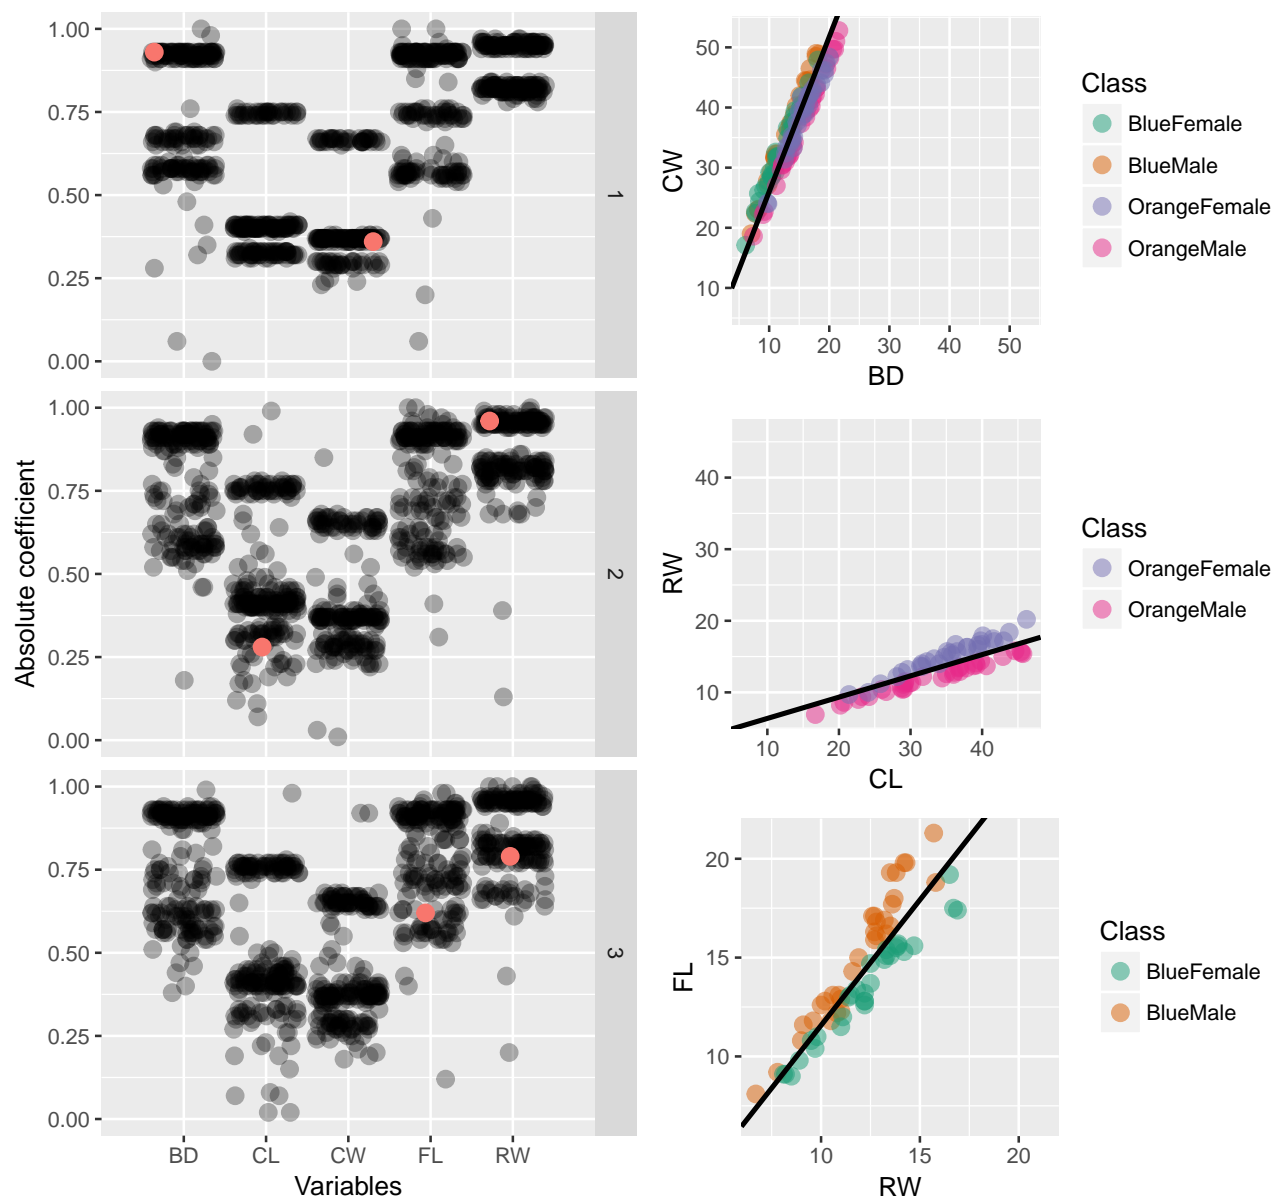 Absolute coefficient
1.00
0.75
0.50
0.25
0.00
1
1.00
0.75
0.50
0.25
0.00
2
1.00
0.75
0.50
0.25
0.00
3
BD CL CW FL RW
Variables
CW
50
40
30
20
10
10 20 30 40 50
BD
Class
BlueFemale
BlueMale
OrangeFemale
OrangeMale
RW
40
30
20
10
10 20 30 40
CL
Class
OrangeFemale
OrangeMale
FL
20
15
10
10 15 20
RW
Class
BlueFemale
BlueMale